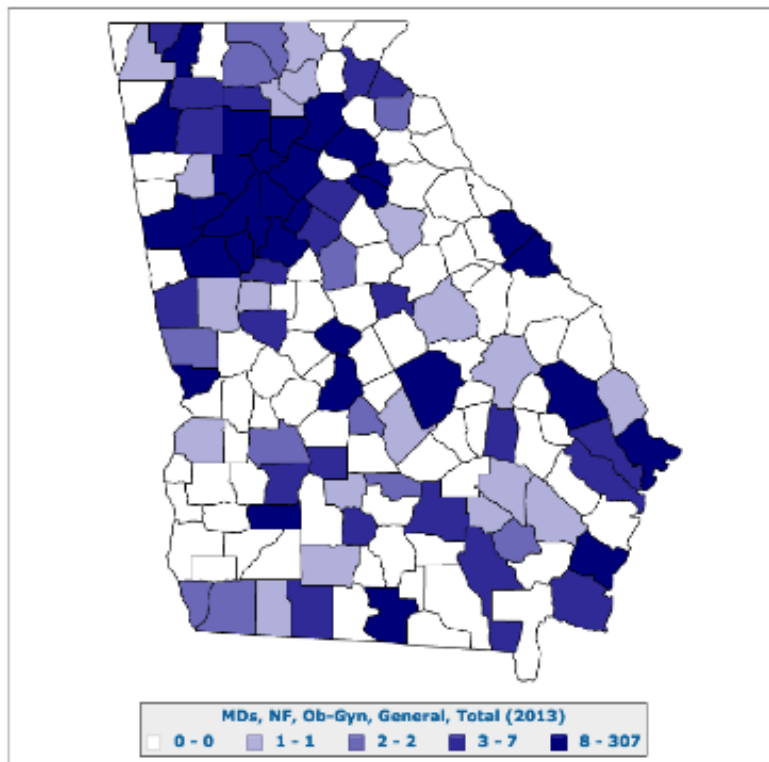 MDs, NF, Ob-Gyn, General, Total (2013)
0 - 0 1 - 1 2 - 2 3 - 7 8 - 307